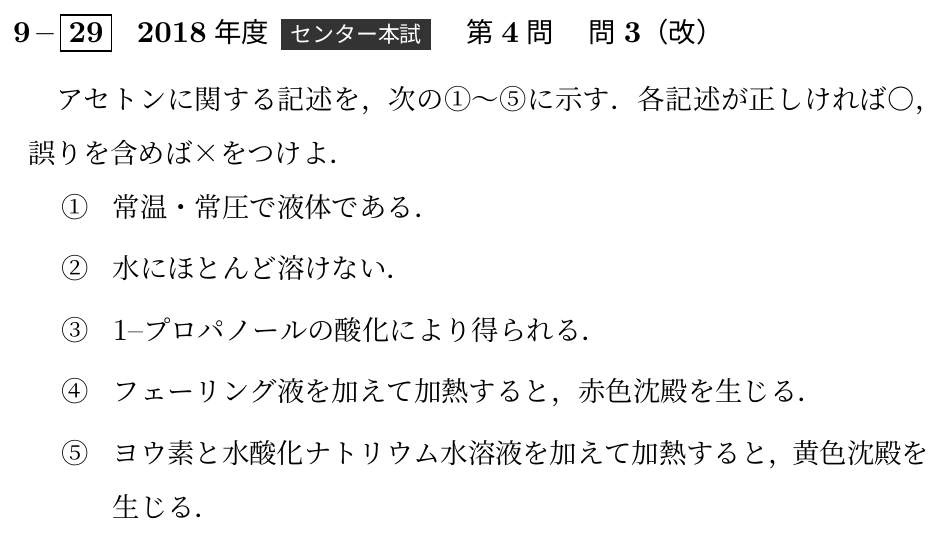 9–29 2018 年度 センター本試 第 4 問 問 3（改）
アセトンに関する記述を，次の①～⑤に示す．各記述が正しければ○，
誤りを含めば×をつけよ．
① 常温・常圧で液体である．
② 水にほとんど溶けない．
③ 1–プロパノールの酸化により得られる．
④ フェーリング液を加えて加熱すると，赤色沈殿を生じる．
⑤ ヨウ素と水酸化ナトリウム水溶液を加えて加熱すると，黄色沈殿を
生じる．